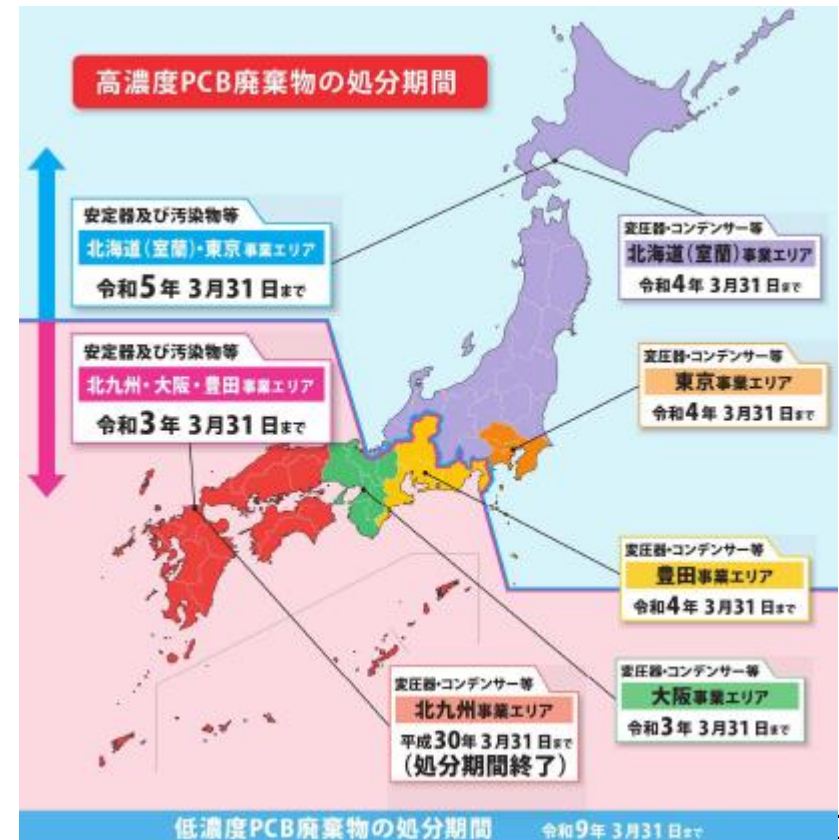 高濃度PCB廃棄物の処分期間
安定器及び汚染物等
北海道(室蘭)・東京事業エリア
令和5年 3月31日まで
変圧器・コンデンサー等
北海道(室蘭)事業エリア
令和4年 3月31日まで
安定器及び汚染物等
北九州・大阪・豊田事業エリア
令和3年 3月31日まで
変圧器・コンデンサー等
東京事業エリア
令和4年 3月31日まで
変圧器・コンデンサー等
豊田事業エリア
令和4年 3月31日まで
変圧器・コンデンサー等
大阪事業エリア
令和3年 3月31日まで
変圧器・コンデンサー等
北九州事業エリア
平成30年 3月31日まで
(処分期間終了)
低濃度PCB廃棄物の処分期間 令和9年 3月31日まで